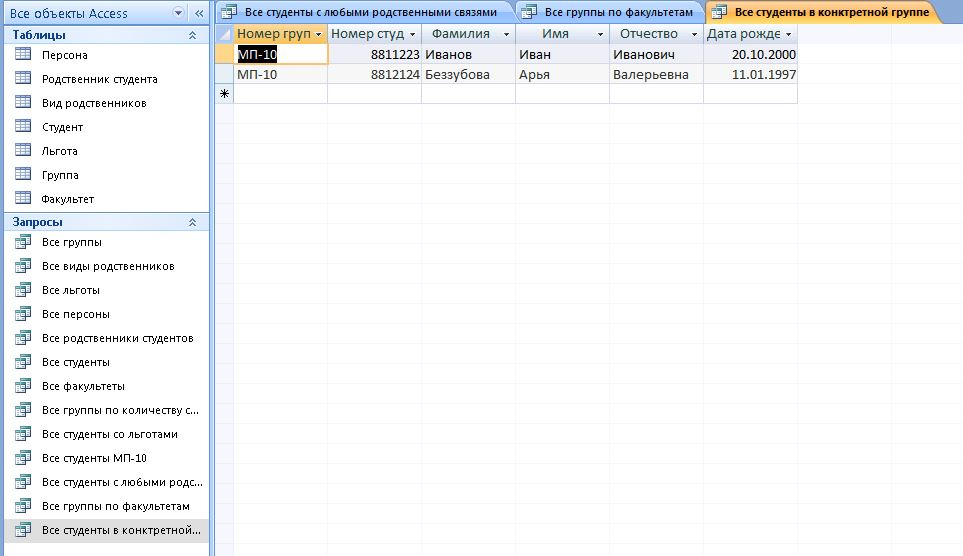 Все объекты Access
Таблицы
Персона
Родственник студента
Вид родственников
Студент
Льгота
Группа
Факультет
Запросы
Все группы
Все виды родственников
Все льготы
Все персоны
Все родственники студентов
Все студенты
Все факультеты
Все группы по количеству с...
Все студенты со льготами
Все студенты МП-10
Все студенты с любыми родс...
Все группы по факультетам
Все студенты в конктретной...
Все студенты с любыми родственными связями Все группы по факультетам Все студенты в конктретной группе
Номер груп Номер студ Фамилия Имя Отчество Дата рожде
МП-10 8811223 Иванов Иван Иванович 20.10.2000
МП-10 8812124 Беззубова Арья Валерьевна 11.01.1997